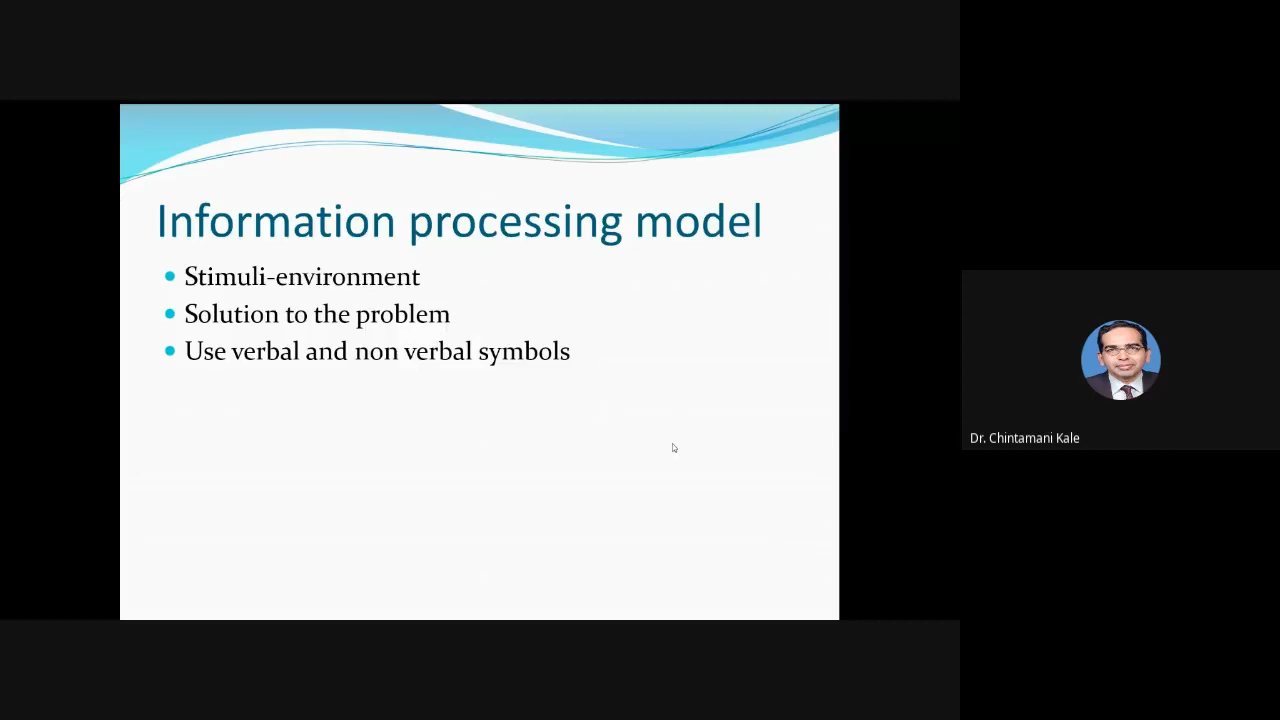 Information processing model
Stimuli-environment
Solution to the problem
Use verbal and non verbal symbols
Dr. Chintamani Kale